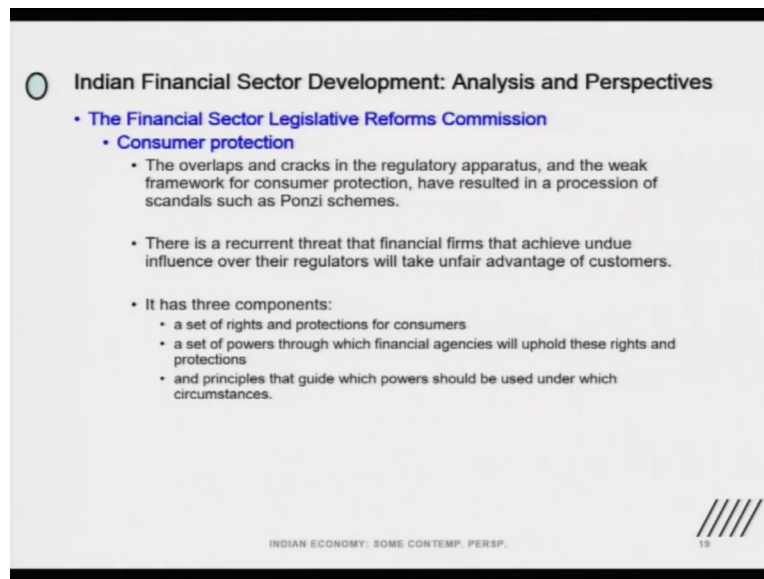 Indian Financial Sector Development: Analysis and Perspectives
• The Financial Sector Legislative Reforms Commission
• Consumer protection
• The overlaps and cracks in the regulatory apparatus, and the weak
framework for consumer protection, have resulted in a procession of
scandals such as Ponzi schemes.
• There is a recurrent threat that financial firms that achieve undue
influence over their regulators will take unfair advantage of customers.
• It has three components:
• a set of rights and protections for consumers
• a set of powers through which financial agencies will uphold these rights and
protections
• and principles that guide which powers should be used under which
circumstances.
INDIAN ECONOMY: SOME CONTEMP. PERSP.
19